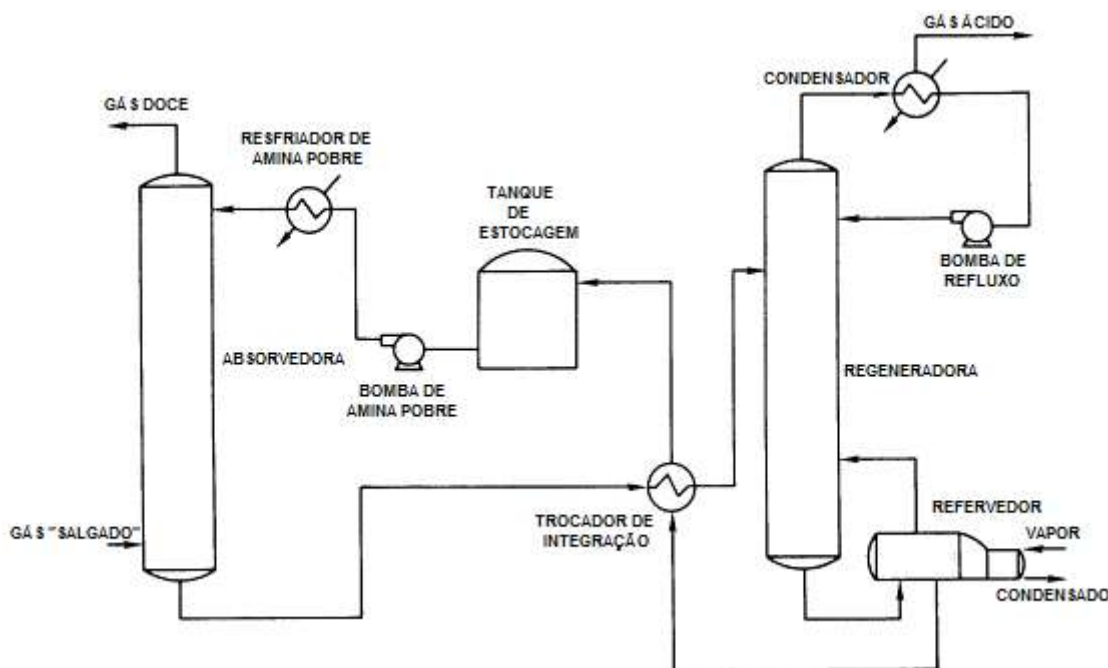 GÁS ÁCIDO
CONDENSADOR
GÁS DOCE
RESFRIADOR DE
AMINA POBRE
TANQUE
DE
ESTOCAGEM
BOMBA DE
REFLUXO
ABSORVEDORA
REGENERADORA
BOMBA DE
AMINA POBRE
REFERVEDOR
GÁS "SALGADO"
TROCADOR DE
INTEGRAÇÃO
VAPOR
CONDENSADO